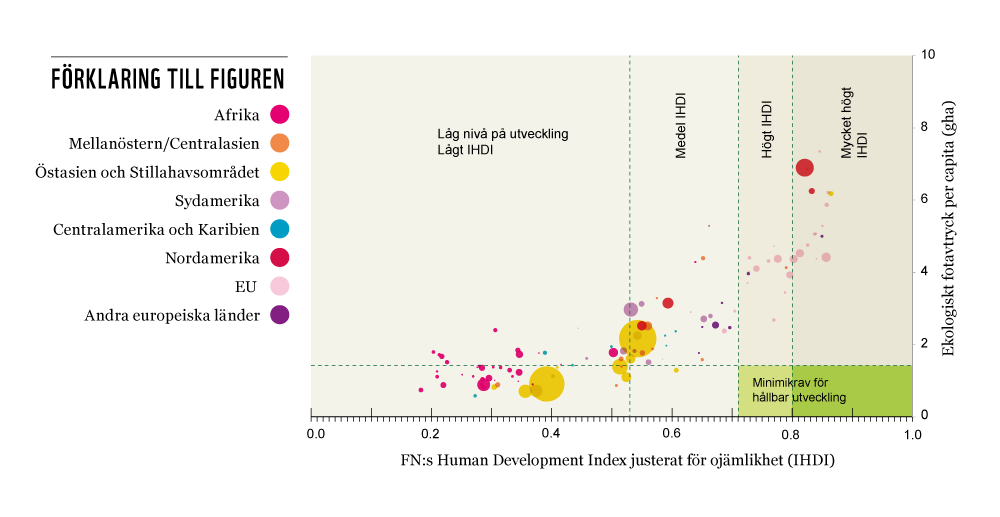 FÖRKLARING TILL FIGUREN
Afrika
Mellanöstern/Centralasien
Östasien och Stillahavsområdet
Sydamerika
Centralamerika och Karibien
Nordamerika
EU
Andra europeiska länder
Låg nivå på utveckling
Lågt IHDI
Medel IHDI
Högt IHDI
Mycket högt
IHDI
Minimikrav för
hållbar utveckling
10
8
6
4
2
0
Ekologiskt fotavtryck per capita (gha)
0.0
0.2
0.4
0.6
0.8
1.0
FN:s Human Development Index justerat för ojämlikhet (IHDI)